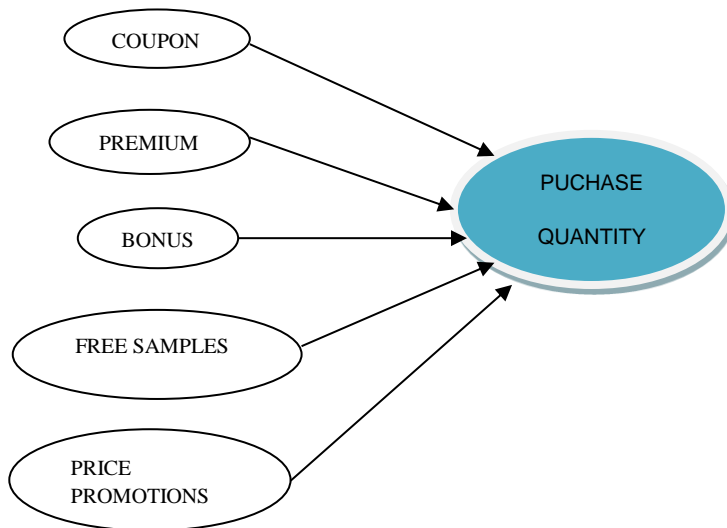 COUPON
PREMIUM
BONUS
FREE SAMPLES
PRICE
PROMOTIONS
PUCHASE
QUANTITY